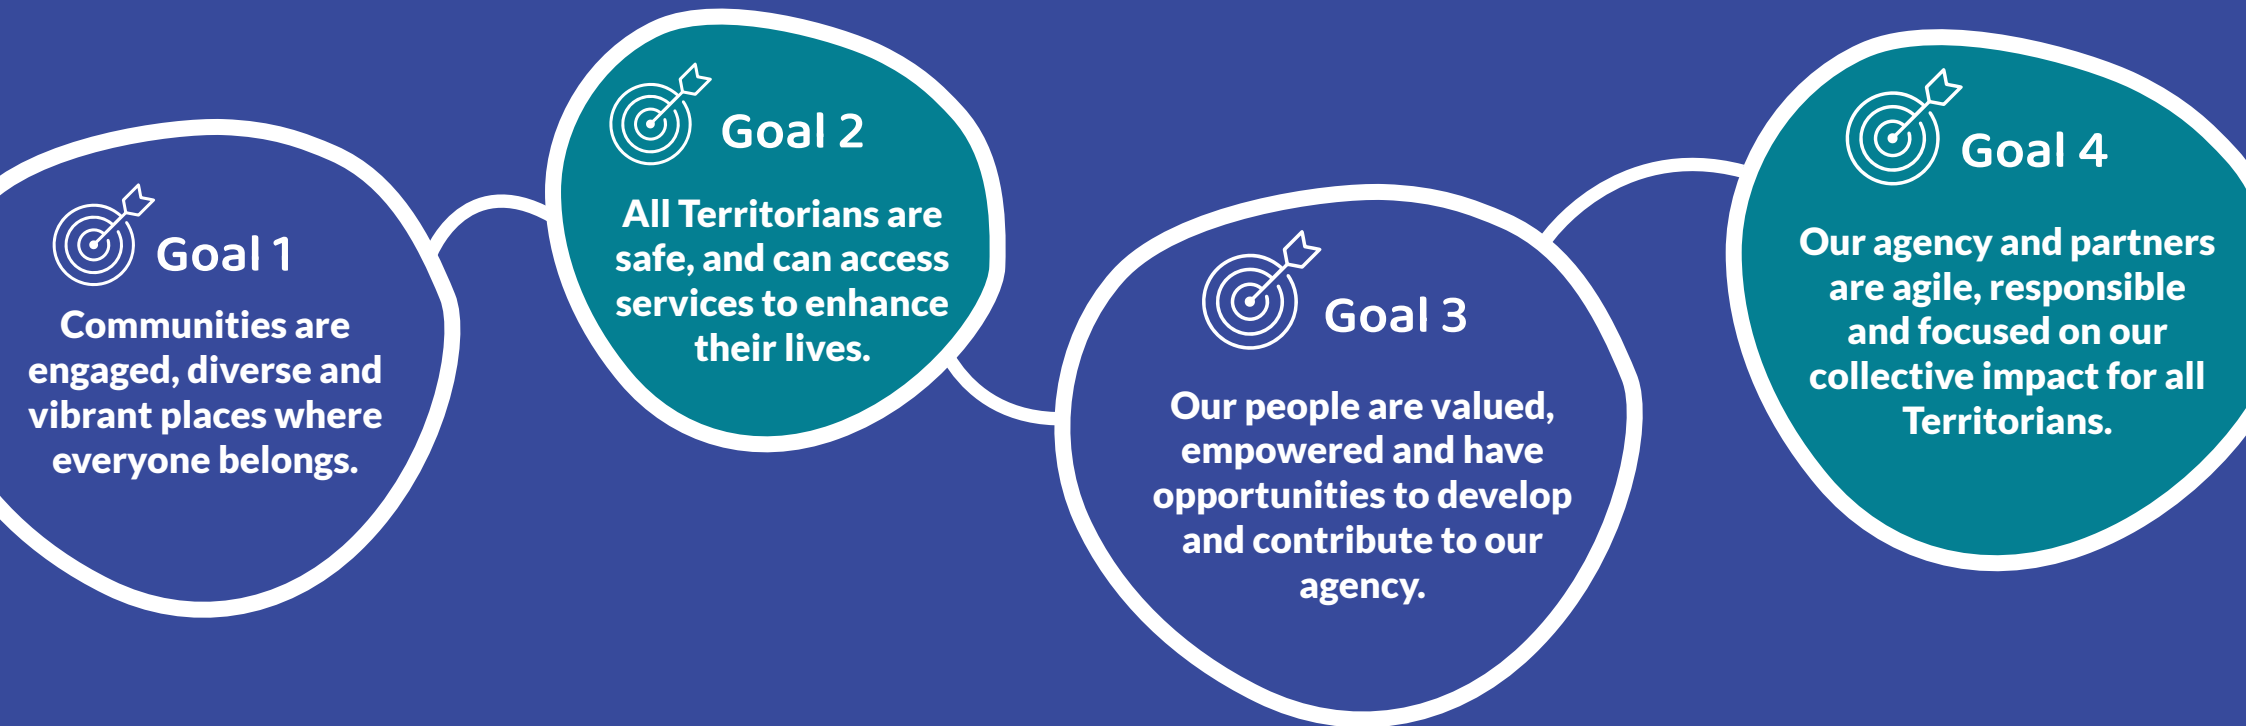 Goal 1
Communities are
engaged, diverse and
vibrant places where
everyone belongs.
Goal 2
All Territorians are
safe, and can access
services to enhance
their lives.
Goal 3
Our people are valued,
empowered and have
opportunities to develop
and contribute to our
agency.
Goal 4
Our agency and partners
are agile, responsible
and focused on our
collective impact for all
Territorians.